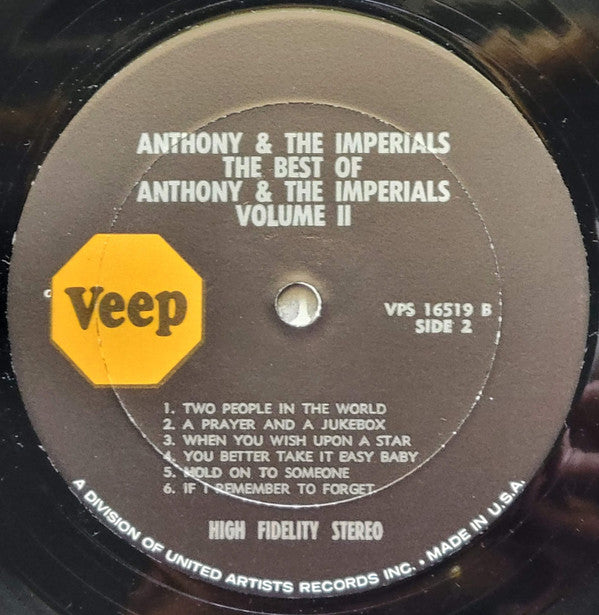 ANTHONY & THE IMPERIALS
THE BEST OF
ANTHONY & THE IMPERIALS
VOLUME II
Veep
VPS 16519 B
SIDE 2
1. TWO PEOPLE IN THE WORLD
2. A PRAYER AND A JUKEBOX
3. WHEN YOU WISH UPON A STAR
4. YOU BETTER TAKE IT EASY BABY
5. HOLD ON TO SOMEONE
6. IF I REMEMBER TO FORGET
HIGH FIDELITY STEREO
A DIVISION OF UNITED ARTISTS RECORDS INC. • MADE IN U.S.A.